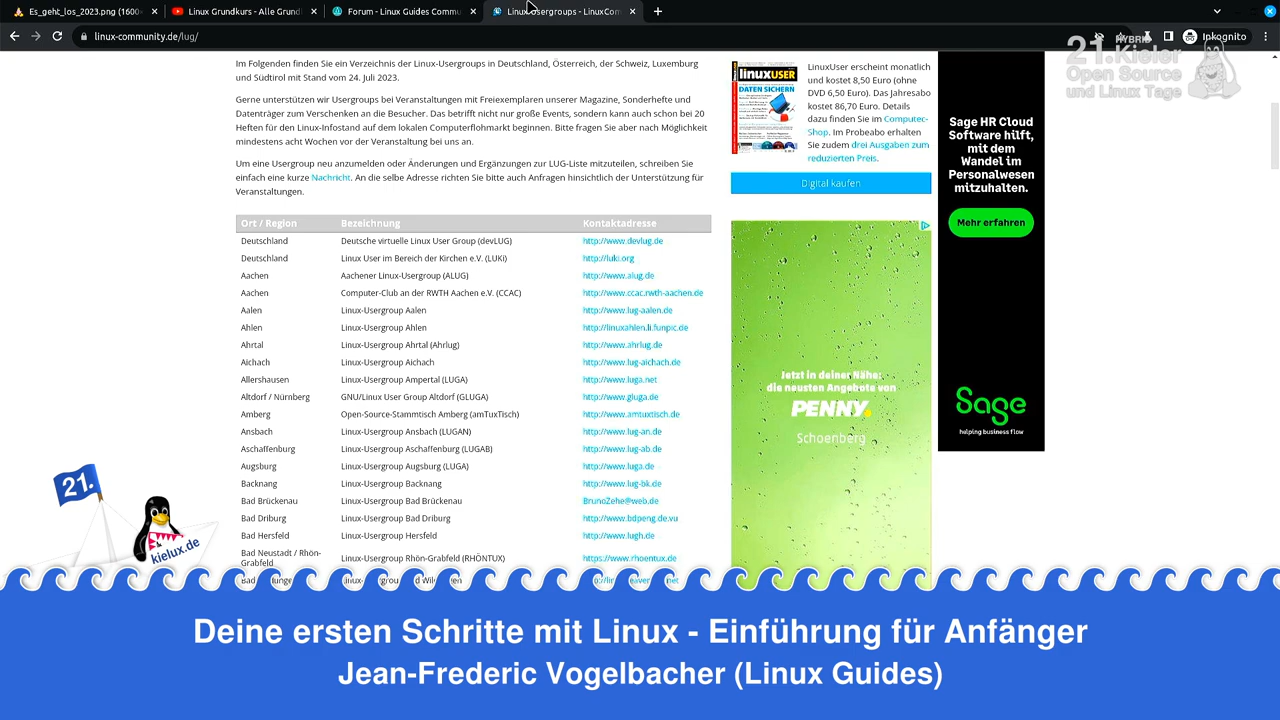 Es_geht_los_2023.png (1600×
Linux Grundkurs - Alle Grund
Forum - Linux Guides Commu
Linux Usergroups - LinuxCom
linux-community.de/lug/
Inkognito
21. HYBRID
Kieler
Open Source
und Linux Tage
Im Folgenden finden Sie ein Verzeichnis der Linux-Usergroups in Deutschland, Österreich, der Schweiz, Luxemburg
und Südtirol mit Stand vom 24. Juli 2023.
Gerne unterstützen wir Usergroups bei Veranstaltungen mit Freiexemplaren unserer Magazine, Sonderhefte und
Datenträger zum Verschenken an die Besucher. Das betrifft nicht nur große Events, sondern kann auch schon bei 20
Heften für den Linux-Infostand auf dem lokalen Computerflohmarkt beginnen. Bitte fragen Sie aber nach Möglichkeit
mindestens acht Wochen vor der Veranstaltung bei uns an.
Um eine Usergroup neu anzumelden oder Änderungen und Ergänzungen zur LUG-Liste mitzuteilen, schreiben Sie
einfach eine kurze Nachricht. An die selbe Adresse richten Sie bitte auch Anfragen hinsichtlich der Unterstützung für
Veranstaltungen.
Ort / Region Bezeichnung Kontaktadresse
Deutschland Deutsche virtuelle Linux User Group (devLUG) http://www.devlug.de
Deutschland Linux User im Bereich der Kirchen e.V. (LUKi) http://luki.org
Aachen Aachener Linux-Usergroup (ALUG) http://www.alug.de
Aachen Computer-Club an der RWTH Aachen e.V. (CCAC) http://www.ccac.rwth-aachen.de
Aalen Linux-Usergroup Aalen http://www.lug-aalen.de
Ahlen Linux-Usergroup Ahlen http://linuxahlen.li.funpic.de
Ahrtal Linux-Usergroup Ahrtal (Ahrlug) http://www.ahrlug.de
Aichach Linux-Usergroup Aichach http://www.lug-aichach.de
Allershausen Linux-Usergroup Ampertal (LUGA) http://www.luga.net
Altdorf / Nürnberg GNU/Linux User Group Altdorf (GLUGA) http://www.gluga.de
Amberg Open-Source-Stammtisch Amberg (amTuxTisch) http://www.amtuxtisch.de
Ansbach Linux-Usergroup Ansbach (LUGAN) http://www.lug-an.de
Aschaffenburg Linux-Usergroup Aschaffenburg (LUGAB) http://www.lug-ab.de
Augsburg Linux-Usergroup Augsburg (LUGA) http://www.luga.de
Backnang Linux-Usergroup Backnang http://www.lug-bk.de
Bad Brückenau Linux-Usergroup Bad Brückenau BrunoZehe@web.de
Bad Driburg Linux-Usergroup Bad Driburg http://www.bdpeng.de.vu
Bad Hersfeld Linux-Usergroup Hersfeld http://www.lugh.de
Bad Neustadt / Rhön-
Grabfeld Linux-Usergroup Rhön-Grabfeld (RHÖNTUX) https://www.rhoentux.de
LINUXUSER
DATEN SICHERN
LinuxUser erscheint monatlich
und kostet 8,50 Euro (ohne
DVD 6,50 Euro). Das Jahresabo
kostet 86,70 Euro. Details
dazu finden Sie im Computec-
Shop. Im Probeabo erhalten
Sie zudem drei Ausgaben zum
reduzierten Preis.
Digital kaufen
Jetzt in deiner Nähe:
die neusten Angebote von
PENNY.
Schoenberg
Sage HR Cloud
Software hilft,
mit dem
Wandel im
Personalwesen
mitzuhalten.
Mehr erfahren
Sage
helping business flow
21.
kielux.de
Deine ersten Schritte mit Linux - Einführung für Anfänger
Jean-Frederic Vogelbacher (Linux Guides)